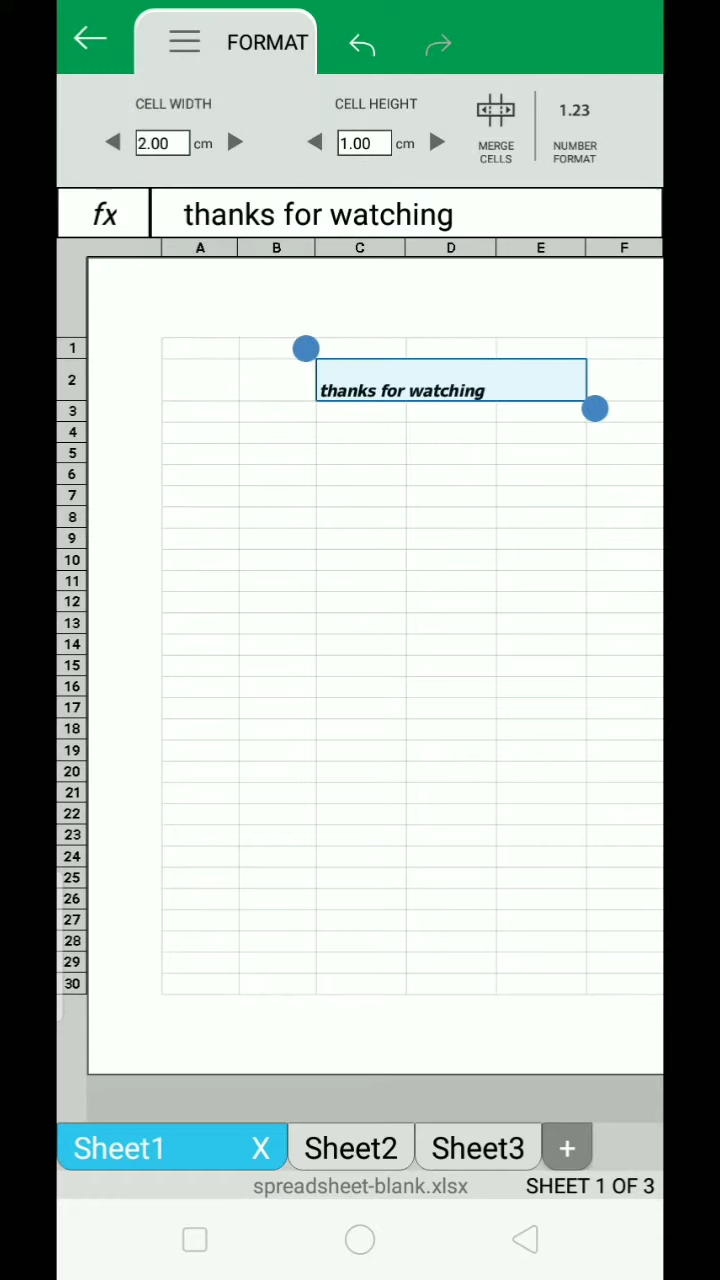 FORMAT
CELL WIDTH
CELL HEIGHT
2.00 cm
1.00 cm
MERGE CELLS
1.23
NUMBER FORMAT
fx
thanks for watching
A B C D E F
1
2
thanks for watching
3
4
5
6
7
8
9
10
11
12
13
14
15
16
17
18
19
20
21
22
23
24
25
26
27
28
29
30
Sheet1 X Sheet2 Sheet3 +
spreadsheet-blank.xlsx SHEET 1 OF 3